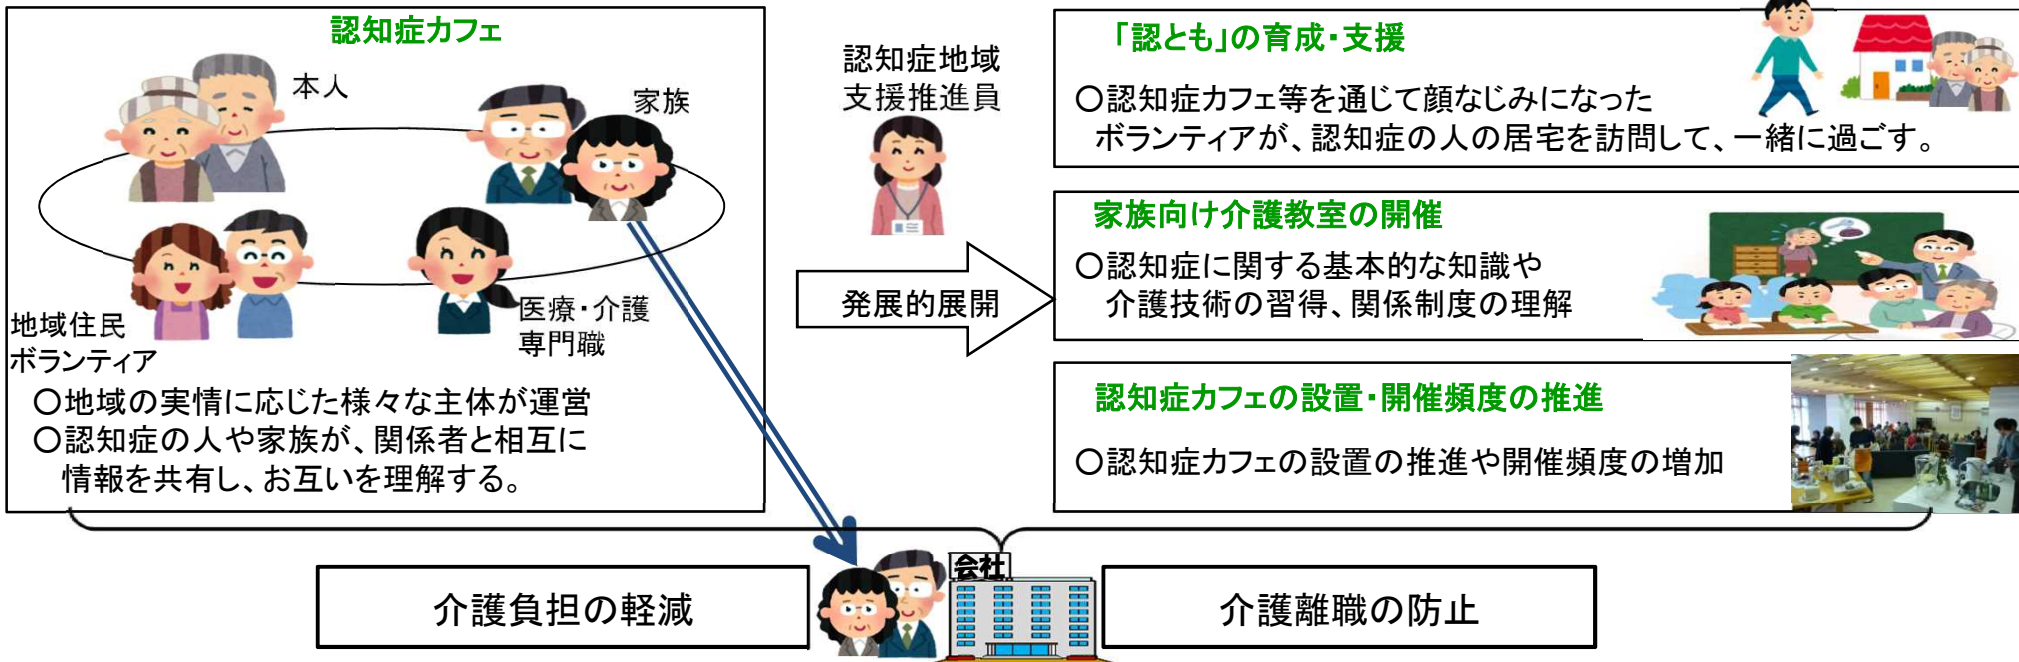 認知症カフェ
本人
家族
地域住民
ボランティア
医療・介護
専門職
○地域の実情に応じた様々な主体が運営
○認知症の人や家族が、関係者と相互に
情報を共有し、お互いを理解する。
認知症地域
支援推進員
発展的展開
「認とも」の育成・支援
○認知症カフェ等を通じて顔なじみになった
ボランティアが、認知症の人の居宅を訪問して、一緒に過ごす。
家族向け介護教室の開催
○認知症に関する基本的な知識や
介護技術の習得、関係制度の理解
認知症カフェの設置・開催頻度の推進
○認知症カフェの設置の推進や開催頻度の増加
介護負担の軽減
会社
介護離職の防止